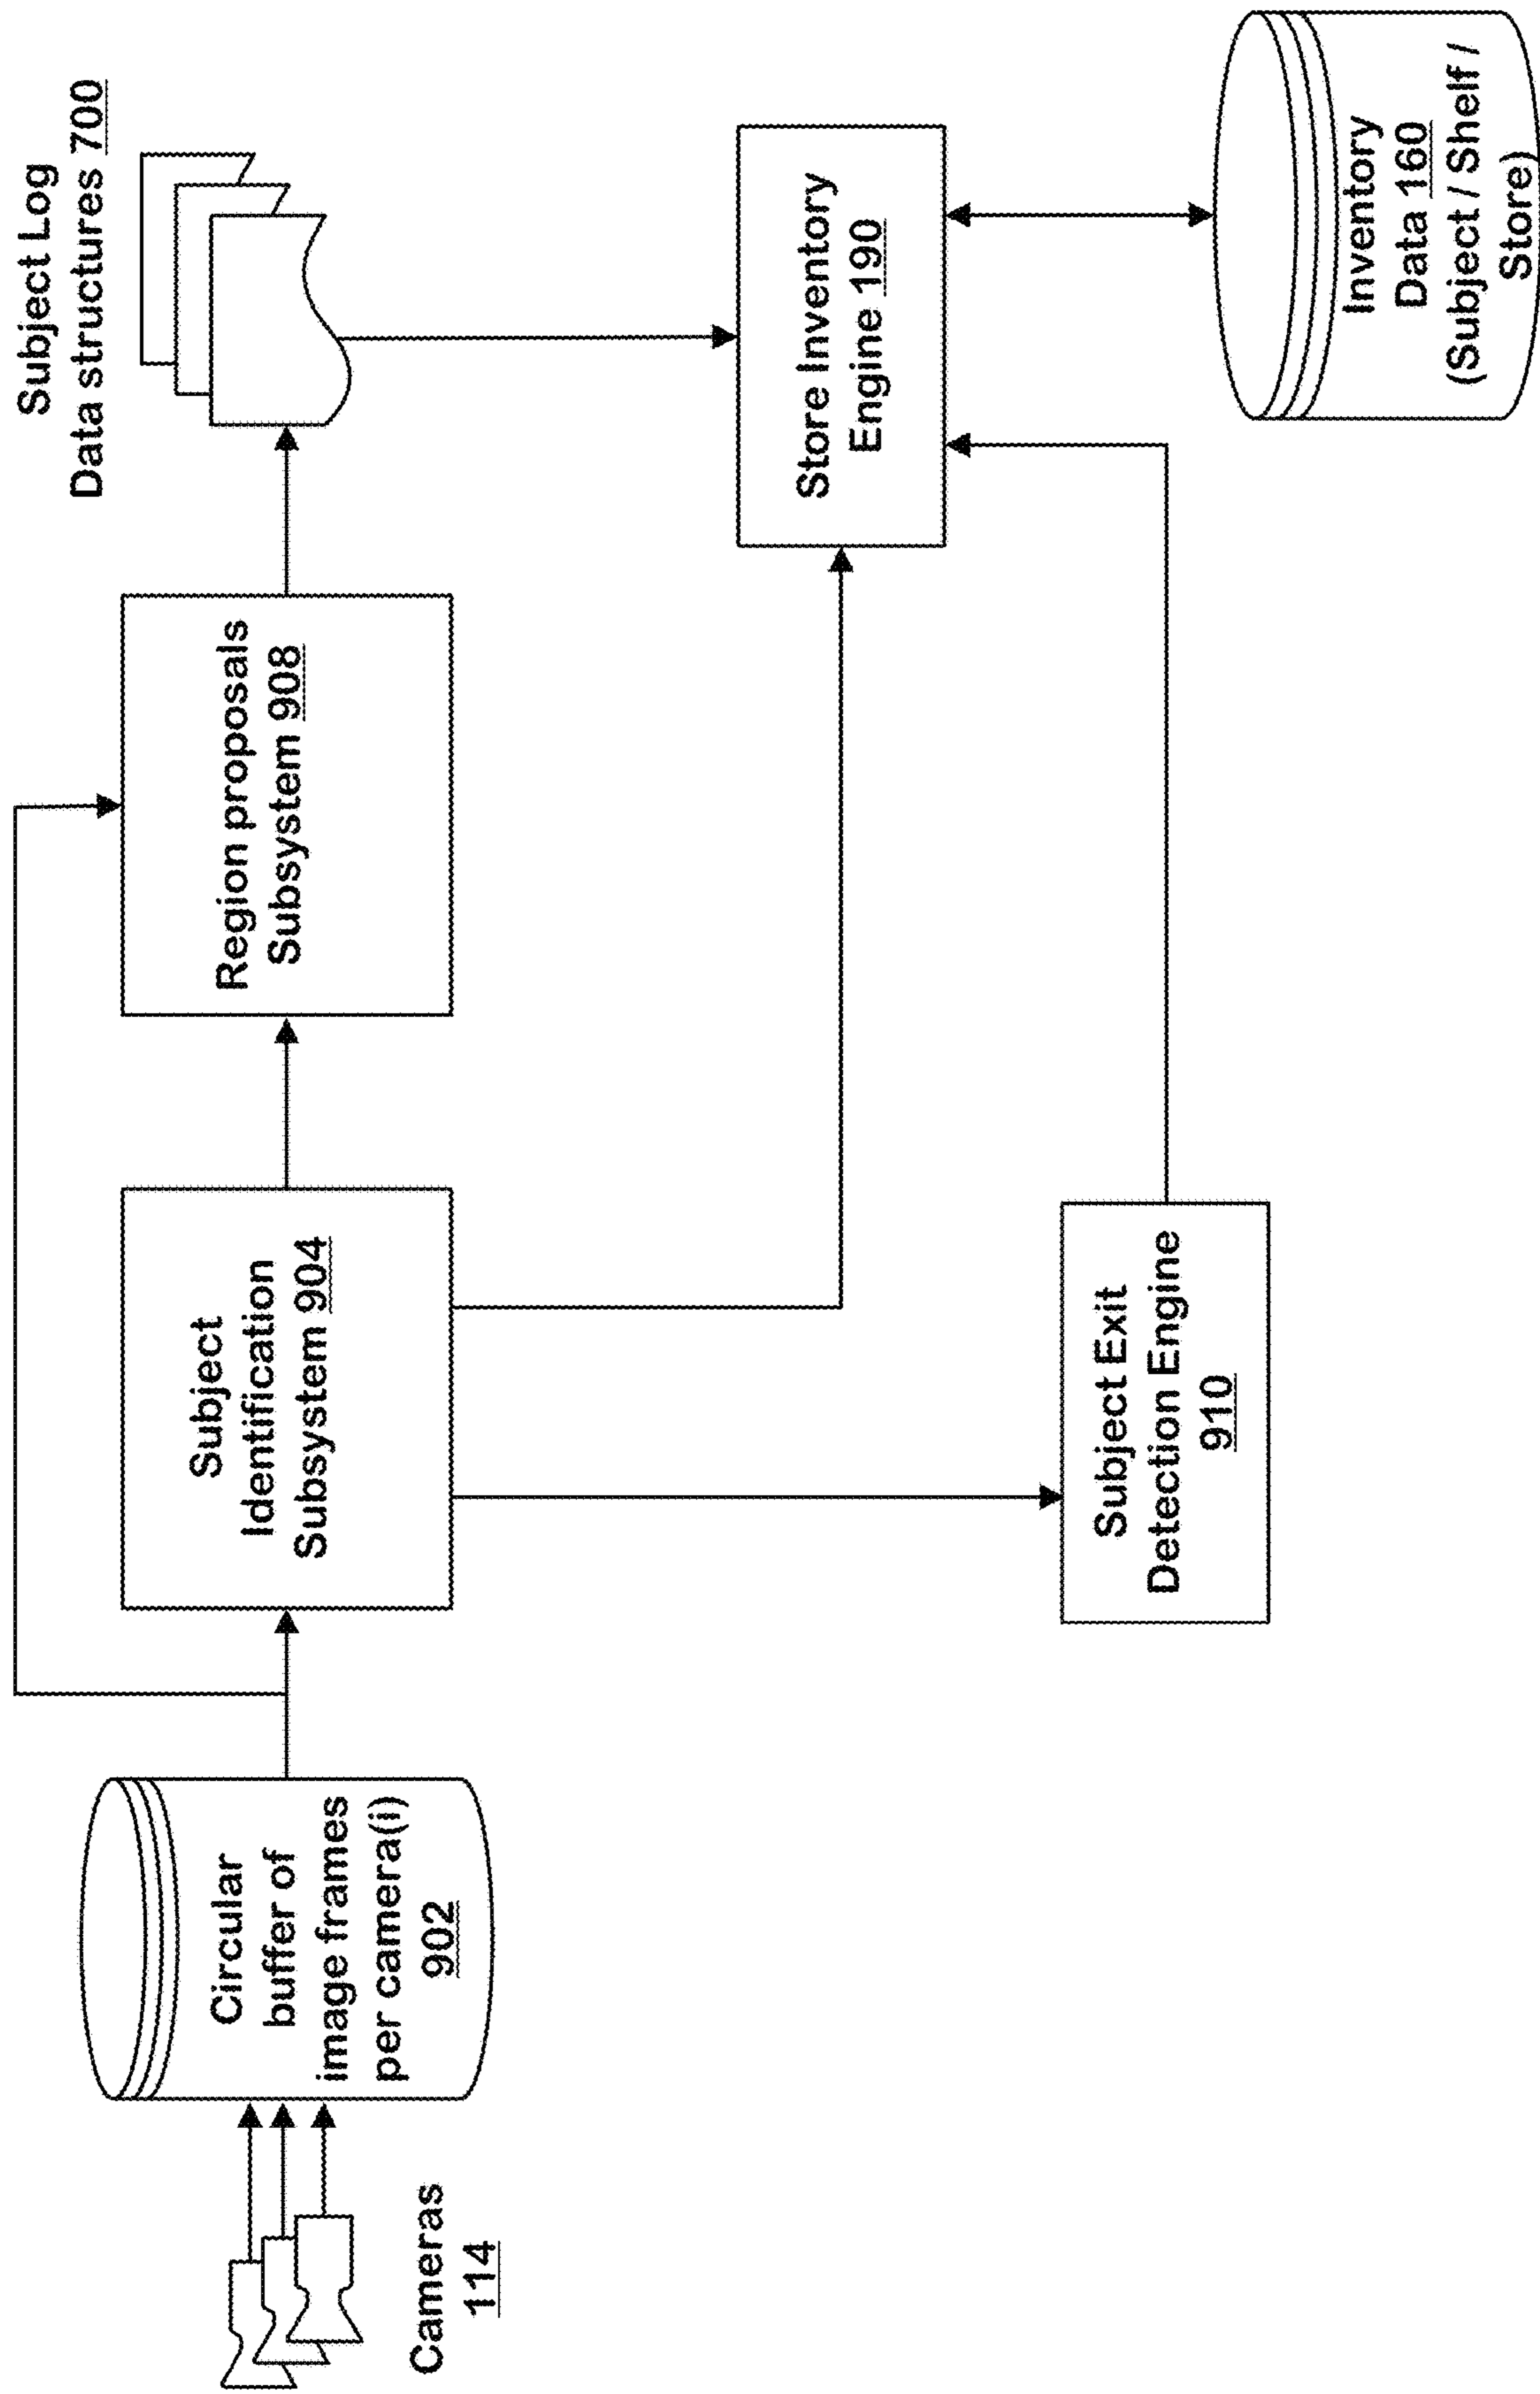 Cameras
114
Circular
buffer of
image frames
per camera(i)
902
Subject
Identification
Subsystem 904
Region proposals
Subsystem 908
Subject Log
Data structures 700
Store Inventory
Engine 190
Subject Exit
Detection Engine
910
Inventory
Data 160
(Subject / Shelf /
Store)